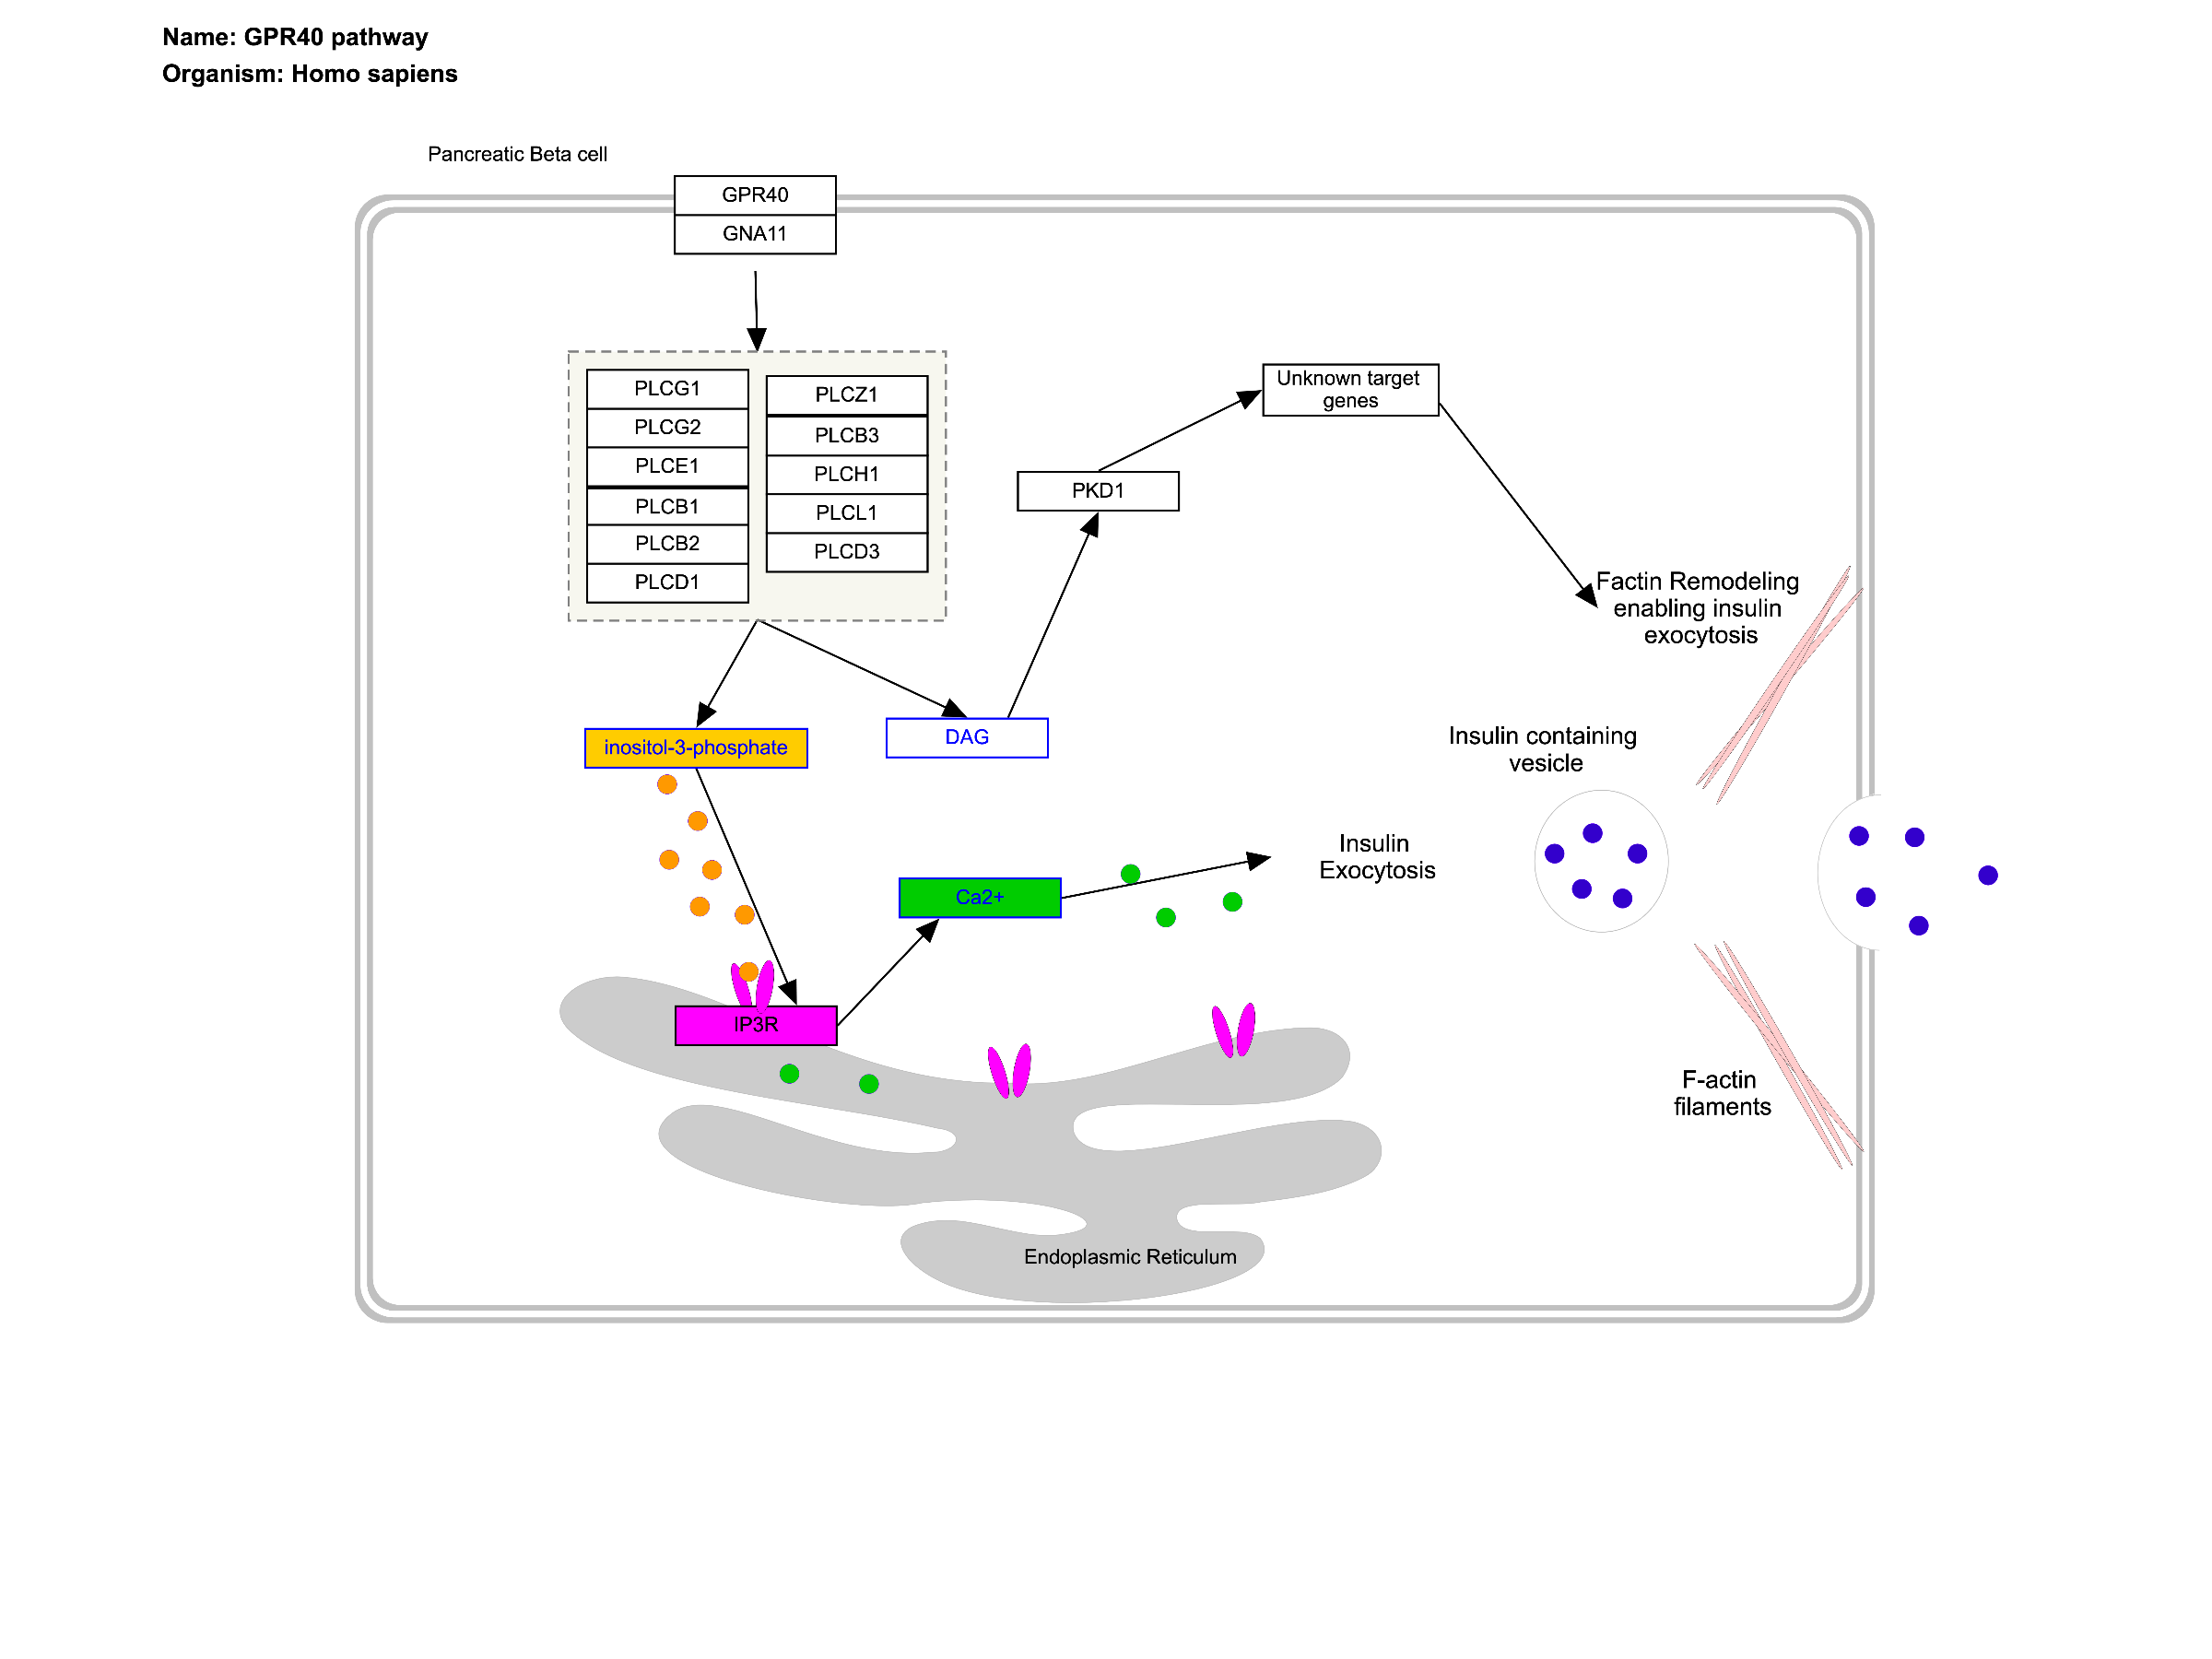 Name: GPR40 pathway
Organism: Homo sapiens
Pancreatic Beta cell
GPR40
GNA11
PLCG1
PLCG2
PLCE1
PLCB1
PLCB2
PLCD1
PLCZ1
PLCB3
PLCH1
PLCL1
PLCD3
Unknown target
genes
PKD1
Factin Remodeling
enabling insulin
exocytosis
inositol-3-phosphate
DAG
Insulin containing
vesicle
Insulin
Exocytosis
Ca2+
IP3R
F-actin
filaments
Endoplasmic Reticulum